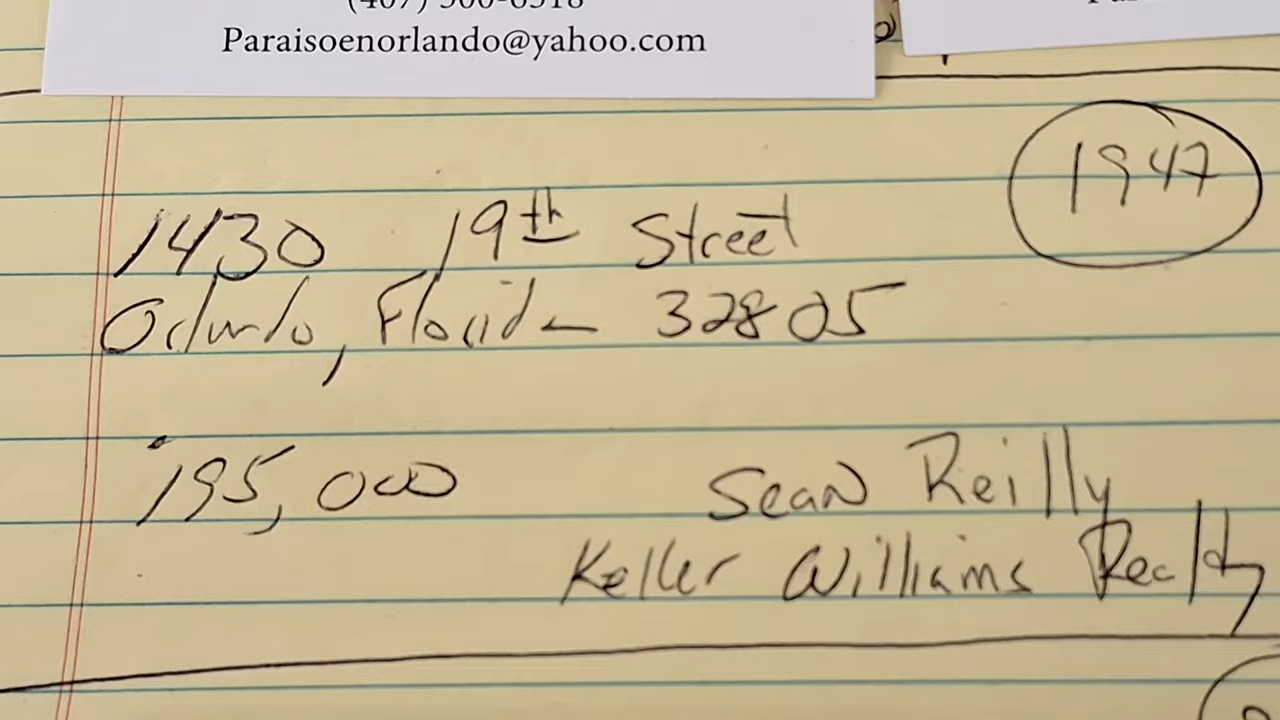 Paraisoenorlando@yahoo.com
1947
1430 19th Street
Orlando, Florida 32805
195,000
Sean Reilly
Keller Williams Realty